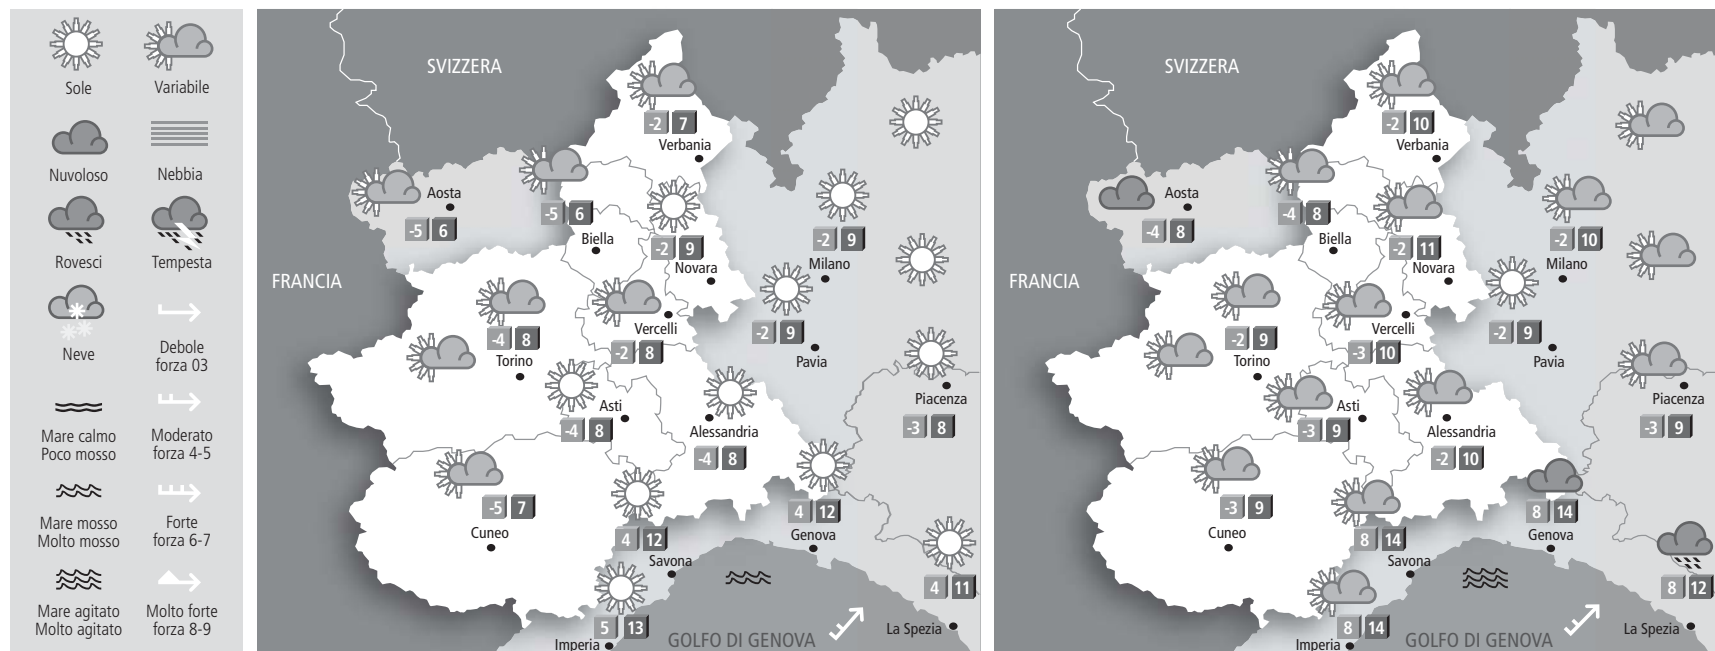 Sole
Variabile
Nuvoloso
Nebbia
Rovesci
Tempesta
Neve
Debole
forza 03
Mare calmo
Poco mosso
Moderato
forza 4-5
Mare mosso
Molto mosso
Forte
forza 6-7
Mare agitato
Molto agitato
Molto forte
forza 8-9
SVIZZERA
-2 7
Verbania
Aosta
-5 6
-5 6
Biella
-2 9
Novara
-2 9
Milano
FRANCIA
-4 8
Torino
Vercelli
-2 8
-2 9
Pavia
Asti
-4 8
Alessandria
-4 8
Piacenza
-3 8
-5 7
Cuneo
4 12
Savona
4 12
Genova
4 11
La Spezia
5 13
Imperia
GOLFO DI GENOVA
SVIZZERA
-2 10
Verbania
Aosta
-4 8
-4 8
Biella
-2 11
Novara
-2 10
Milano
FRANCIA
-2 9
Torino
Vercelli
-3 10
-2 9
Pavia
Asti
-3 9
Alessandria
-2 10
Piacenza
-3 9
-3 9
Cuneo
8 14
Savona
8 14
Genova
8 12
La Spezia
8 14
Imperia
GOLFO DI GENOVA